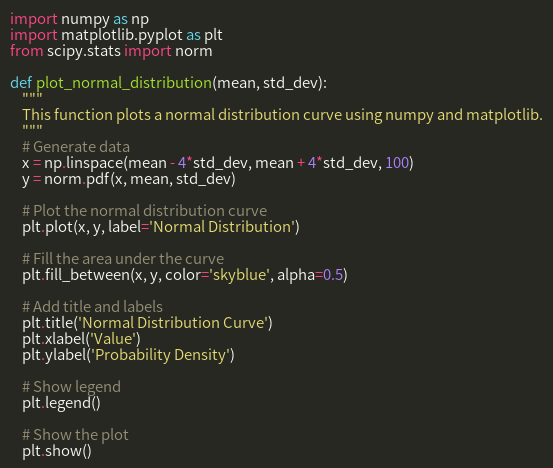 import numpy as np
import matplotlib.pyplot as plt
from scipy.stats import norm

def plot_normal_distribution(mean, std_dev):
    """
    This function plots a normal distribution curve using numpy and matplotlib.
    """
    # Generate data
    x = np.linspace(mean - 4*std_dev, mean + 4*std_dev, 100)
    y = norm.pdf(x, mean, std_dev)

    # Plot the normal distribution curve
    plt.plot(x, y, label='Normal Distribution')

    # Fill the area under the curve
    plt.fill_between(x, y, color='skyblue', alpha=0.5)

    # Add title and labels
    plt.title('Normal Distribution Curve')
    plt.xlabel('Value')
    plt.ylabel('Probability Density')

    # Show legend
    plt.legend()

    # Show the plot
    plt.show()